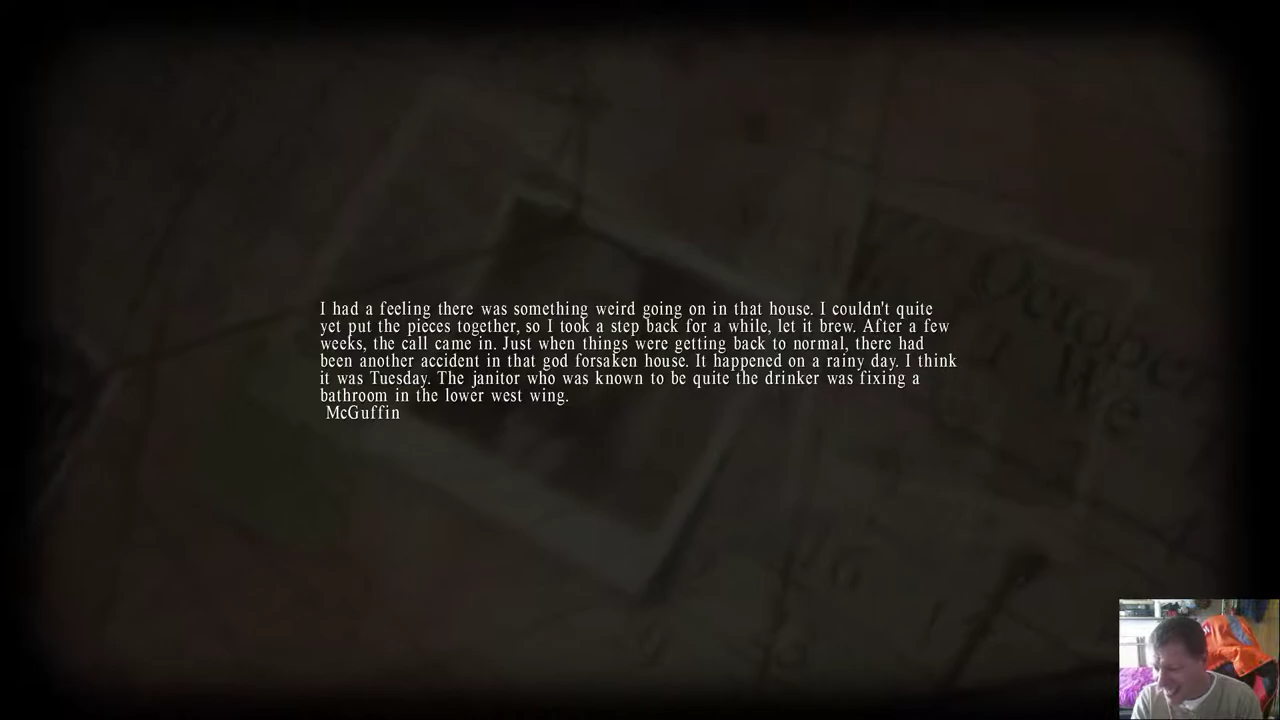 I had a feeling there was something weird going on in that house. I couldn't quite
yet put the pieces together, so I took a step back for a while, let it brew. After a few
weeks, the call came in. Just when things were getting back to normal, there had
been another accident in that god forsaken house. It happened on a rainy day. I think
it was Tuesday. The janitor who was known to be quite the drinker was fixing a
bathroom in the lower west wing.
McGuffin